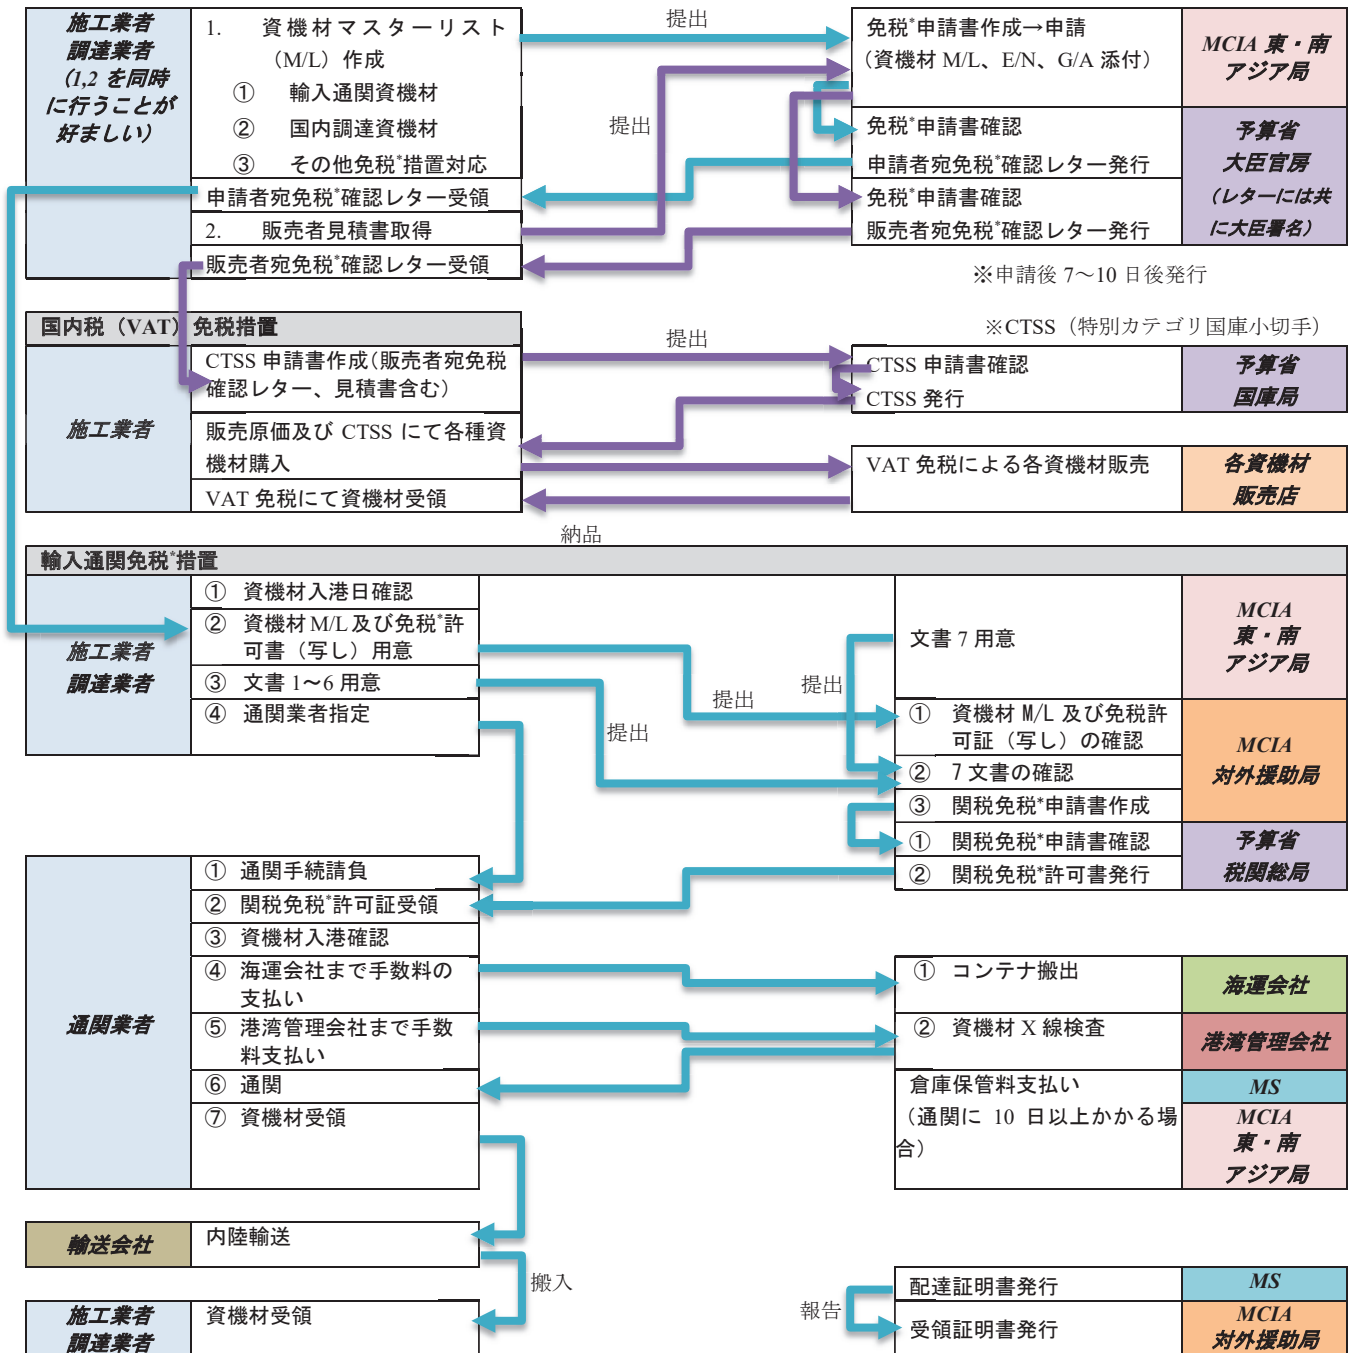 施工業者
調達業者
（1,2 を同時
に行うことが
好ましい）
1. 資機材マスターリスト
（M/L）作成
① 輸入通関資機材
② 国内調達資機材
③ その他免税*措置対応
申請者宛免税*確認レター受領
2. 販売者見積書取得
販売者宛免税*確認レター受領
提出
提出
免税*申請書作成→申請
（資機材 M/L、E/N、G/A 添付）
免税*申請書確認
申請者宛免税*確認レター発行
免税*申請書確認
販売者宛免税*確認レター発行
MCIA 東・南
アジア局
予算省
大臣官房
（レターには共
に大臣署名）
※申請後 7～10 日後発行
国内税（VAT）免税措置
※CTSS（特別カテゴリ国庫小切手）
施工業者
CTSS 申請書作成（販売者宛免税
確認レター、見積書含む）
販売原価及び CTSS にて各種資
機材購入
VAT 免税にて資機材受領
提出
CTSS 申請書確認
CTSS 発行
予算省
国庫局
VAT 免税による各資機材販売
各資機材
販売店
納品
輸入通関免税*措置
施工業者
調達業者
① 資機材入港日確認
② 資機材 M/L 及び免税*許
可書（写し）用意
③ 文書 1～6 用意
④ 通関業者指定
提出
提出
提出
文書 7 用意
MCIA
東・南
アジア局
① 資機材 M/L 及び免税許
可証（写し）の確認
② 7 文書の確認
③ 関税免税*申請書作成
MCIA
対外援助局
① 関税免税*申請書確認
② 関税免税*許可書発行
予算省
税関総局
通関業者
① 通関手続請負
② 関税免税*許可証受領
③ 資機材入港確認
④ 海運会社まで手数料の
支払い
⑤ 港湾管理会社まで手数
料支払い
⑥ 通関
⑦ 資機材受領
① コンテナ搬出
海運会社
② 資機材 X 線検査
港湾管理会社
倉庫保管料支払い
（通関に 10 日以上かかる場
合）
MS
MCIA
東・南
アジア局
輸送会社
内陸輸送
搬入
施工業者
調達業者
資機材受領
報告
配達証明書発行
MS
受領証明書発行
MCIA
対外援助局